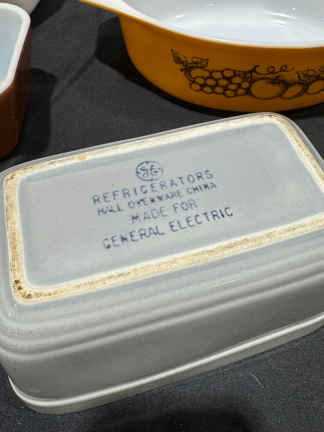 GE
REFRIGERATORS
HALL OVENWARE CHINA
MADE FOR
GENERAL ELECTRIC